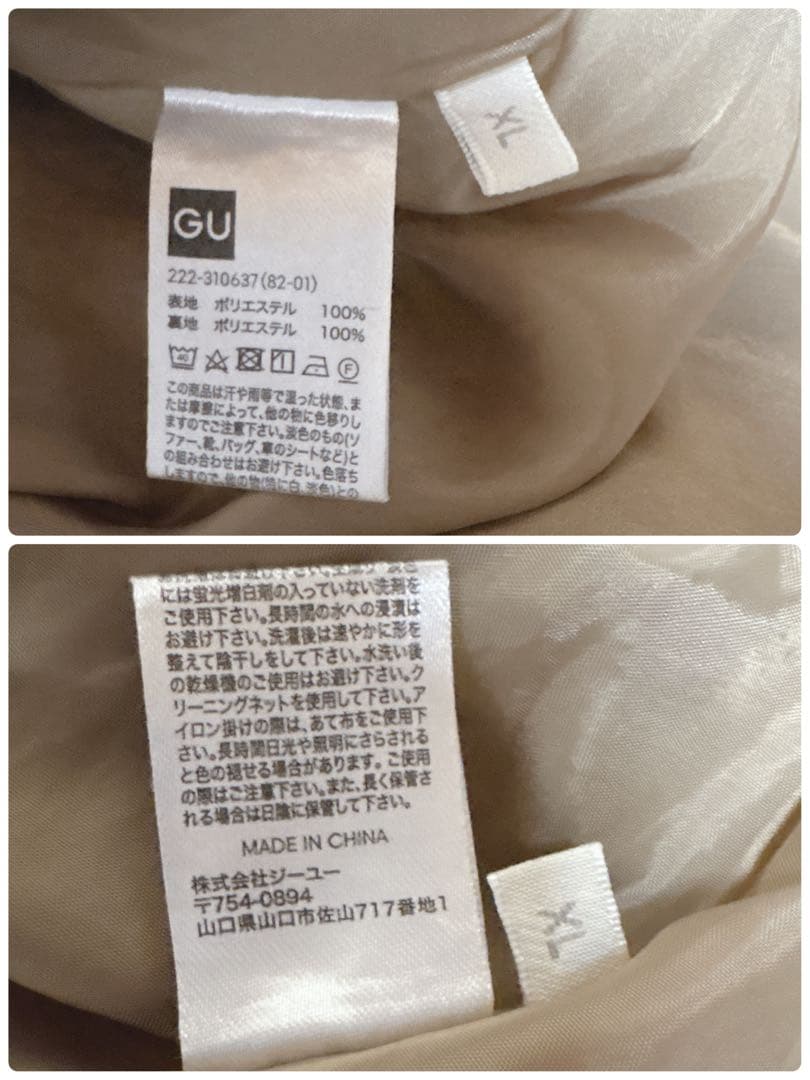 XL
GU
222-310637(82-01)
表地 ポリエステル 100%
裏地 ポリエステル 100%
40
F
この商品は汗や雨等で湿った状態、ま
たは摩擦によって、他の物に色移りし
ますのでご注意下さい。淡色のもの(ソ
ファー、靴、バッグ、車のシートなど)と
の組み合わせはお避け下さい。色落ち
しますので、他の物(特に白、淡色)との
には蛍光増白剤の入っていない洗剤を
ご使用下さい。長時間の水への浸漬は
お避け下さい。洗濯後は速やかに形を
整えて陰干しをして下さい。水洗い後
の乾燥機のご使用はお避け下さい。ク
リーニングネットを使用して下さい。ア
イロン掛けの際は、あて布をご使用下
さい。長時間日光や照明にさらされる
と色の褪せる場合があります。ご使用
の際はご注意下さい。また、長く保管さ
れる場合は日陰に保管して下さい。
MADE IN CHINA
株式会社ジーユー
〒754-0894
山口県山口市佐山717番地1
XL